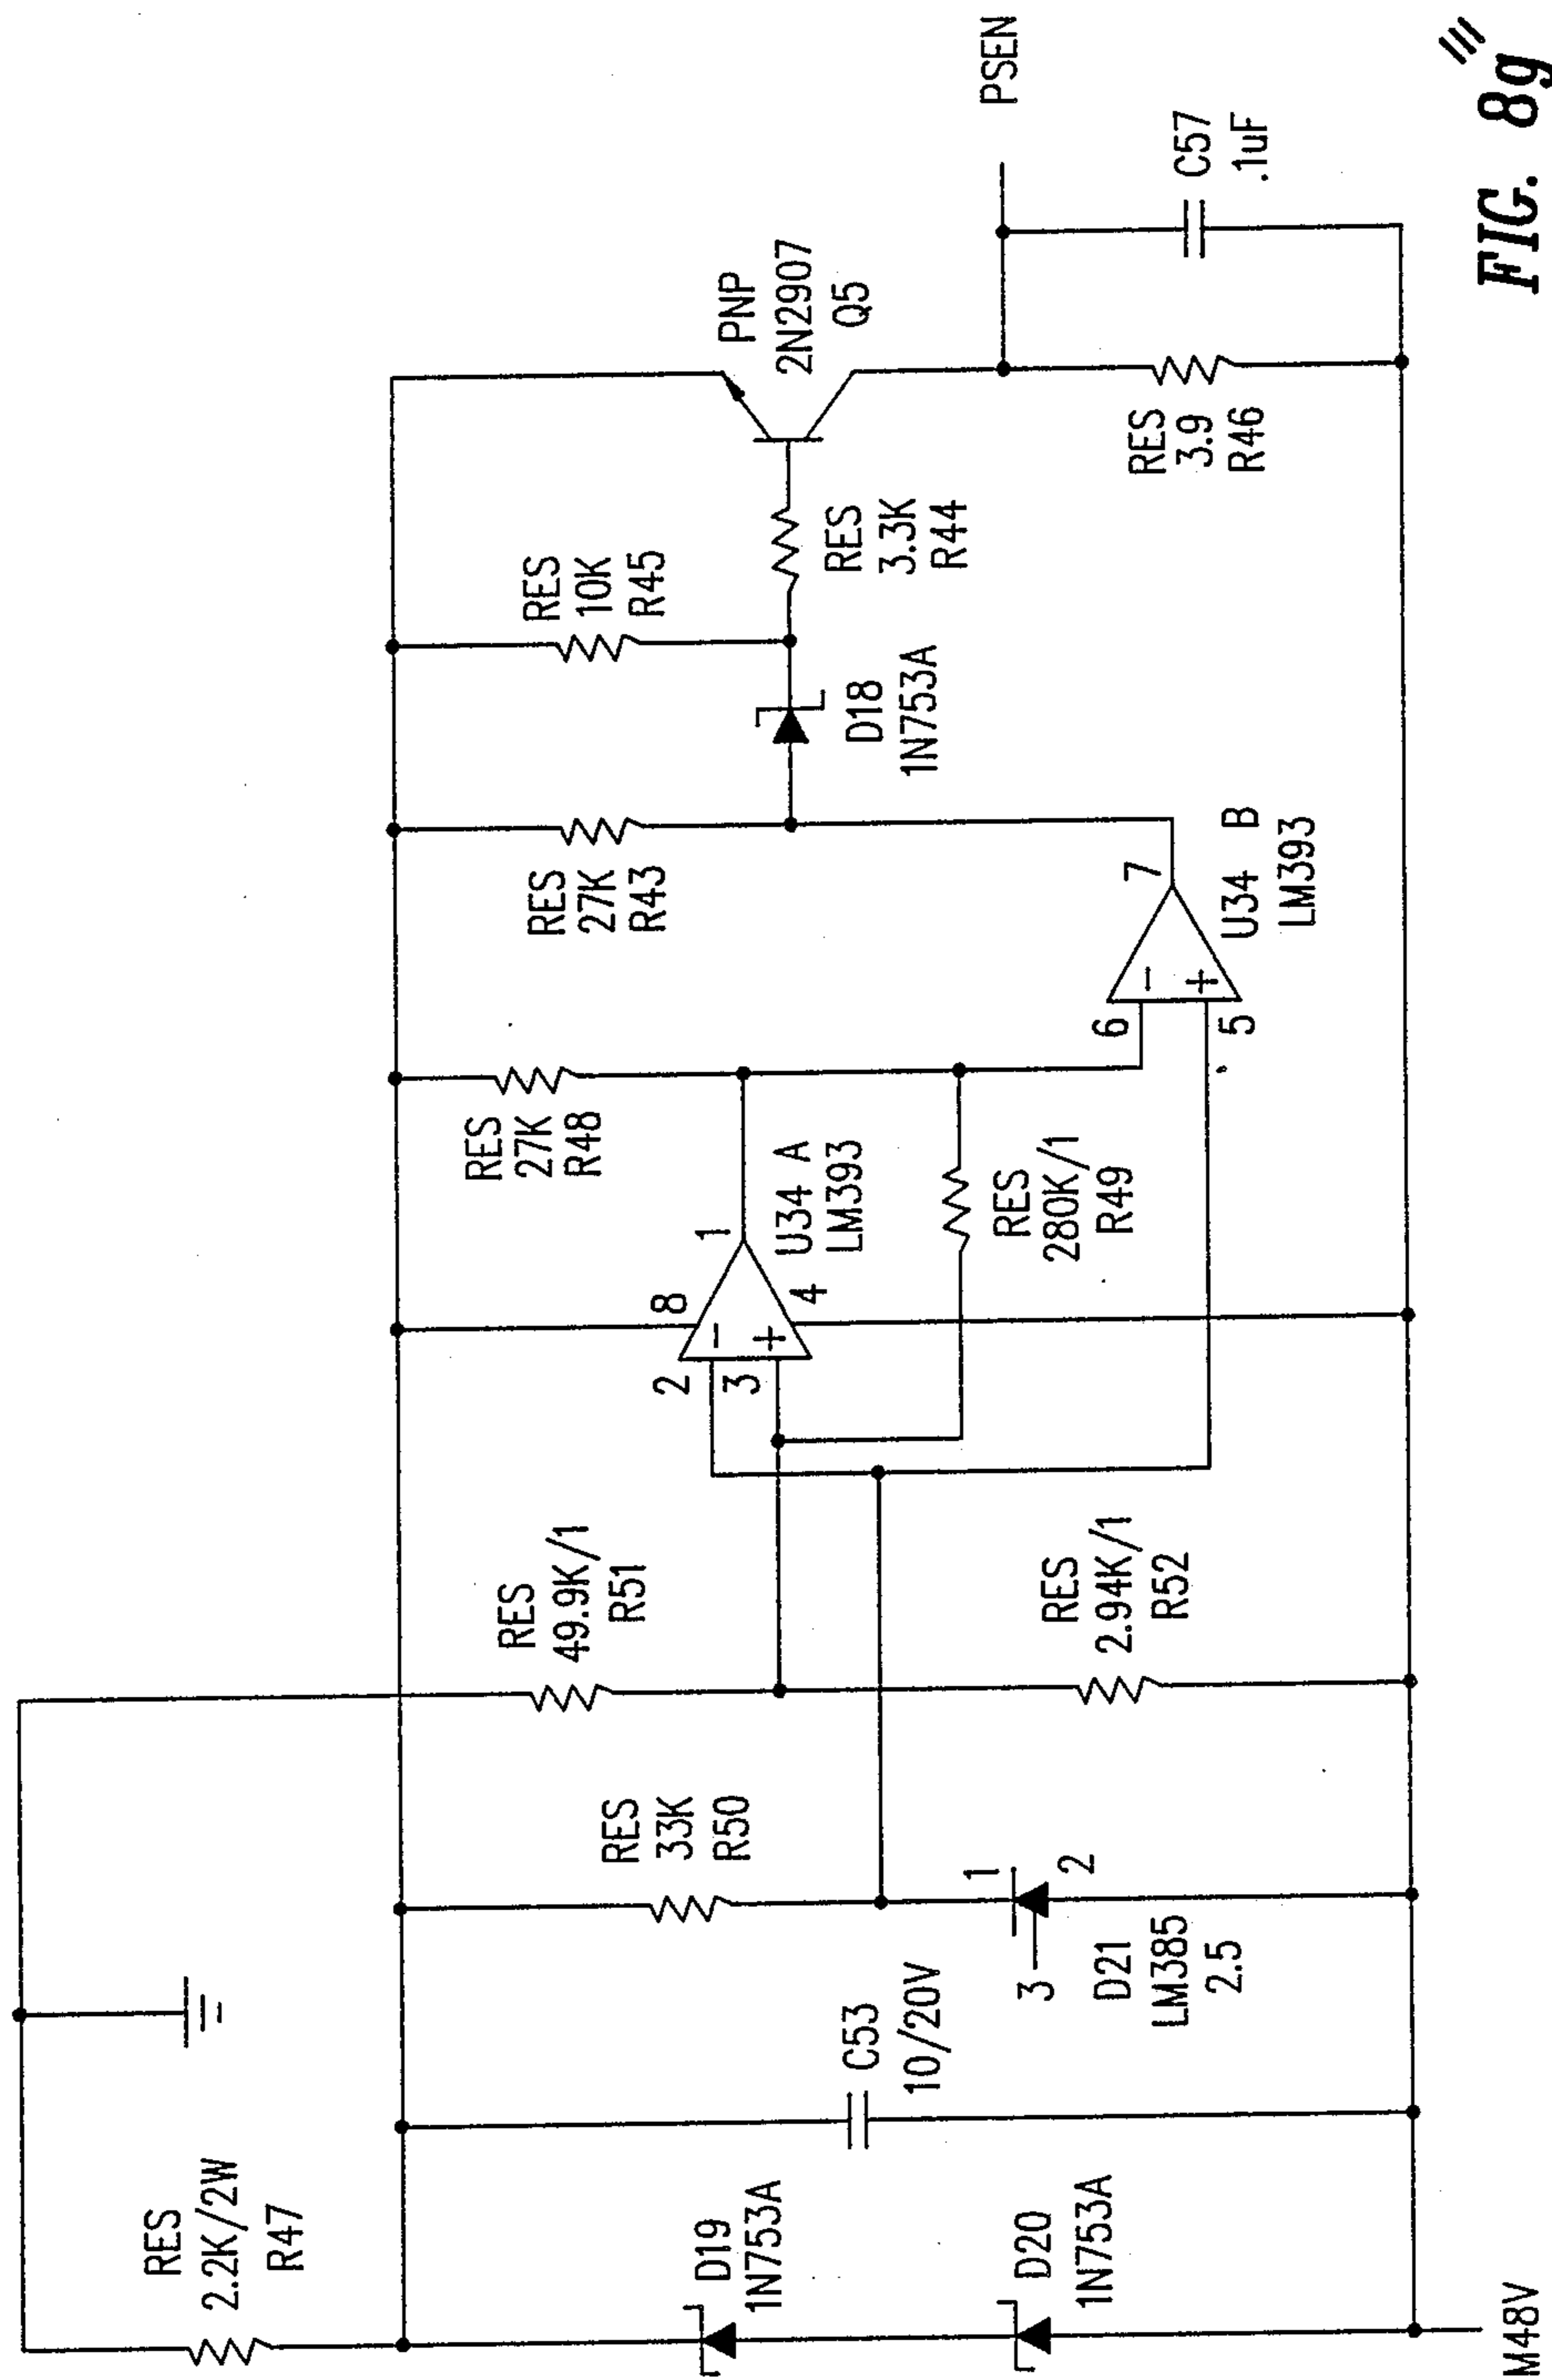 RES
2.2K/2W
R47
D19
1N753A
D20
1N753A
M48V
C53
10/20V
RES
33K
R50
1
2
3
D21
LM385
2.5
RES
49.9K/1
R51
RES
2.94K/1
R52
2
3
8
-
+
1
4
U34 A
LM393
RES
27K
R48
RES
280K/1
R49
6
5
-
+
7
U34 B
LM393
RES
27K
R43
D18
1N753A
RES
10K
R45
RES
3.3K
R44
PNP
2N2907
Q5
RES
3.9
R46
PSEN
C57
.1uF
FIG. 8g'''